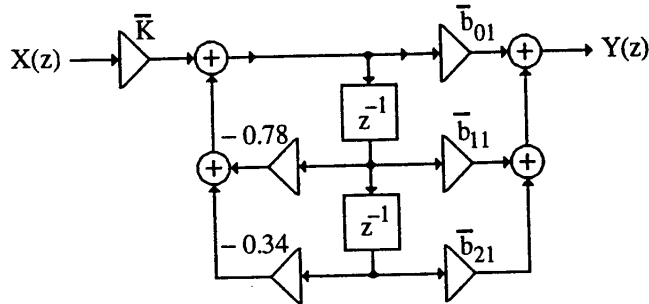 K̅ b̅₀₁
X(z) + + Y(z)
z⁻¹
− 0.78 b̅₁₁
+ +
z⁻¹
− 0.34 b̅₂₁